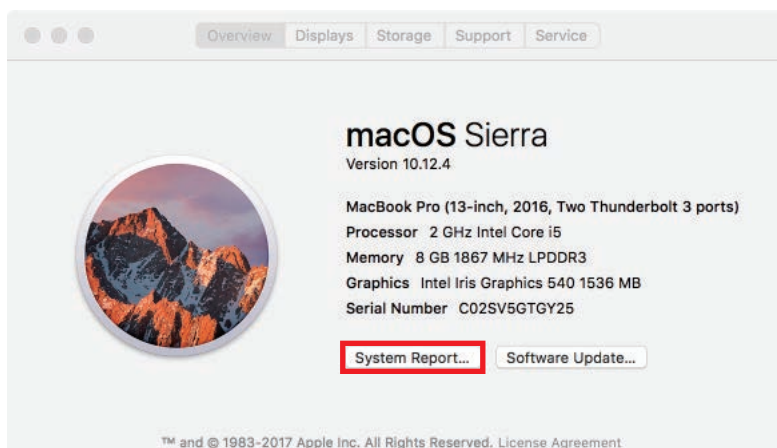 Overview Displays Storage Support Service
macOS Sierra
Version 10.12.4
MacBook Pro (13-inch, 2016, Two Thunderbolt 3 ports)
Processor 2 GHz Intel Core i5
Memory 8 GB 1867 MHz LPDDR3
Graphics Intel Iris Graphics 540 1536 MB
Serial Number C02SV5GTGY25
System Report... Software Update...
™ and © 1983-2017 Apple Inc. All Rights Reserved. License Agreement